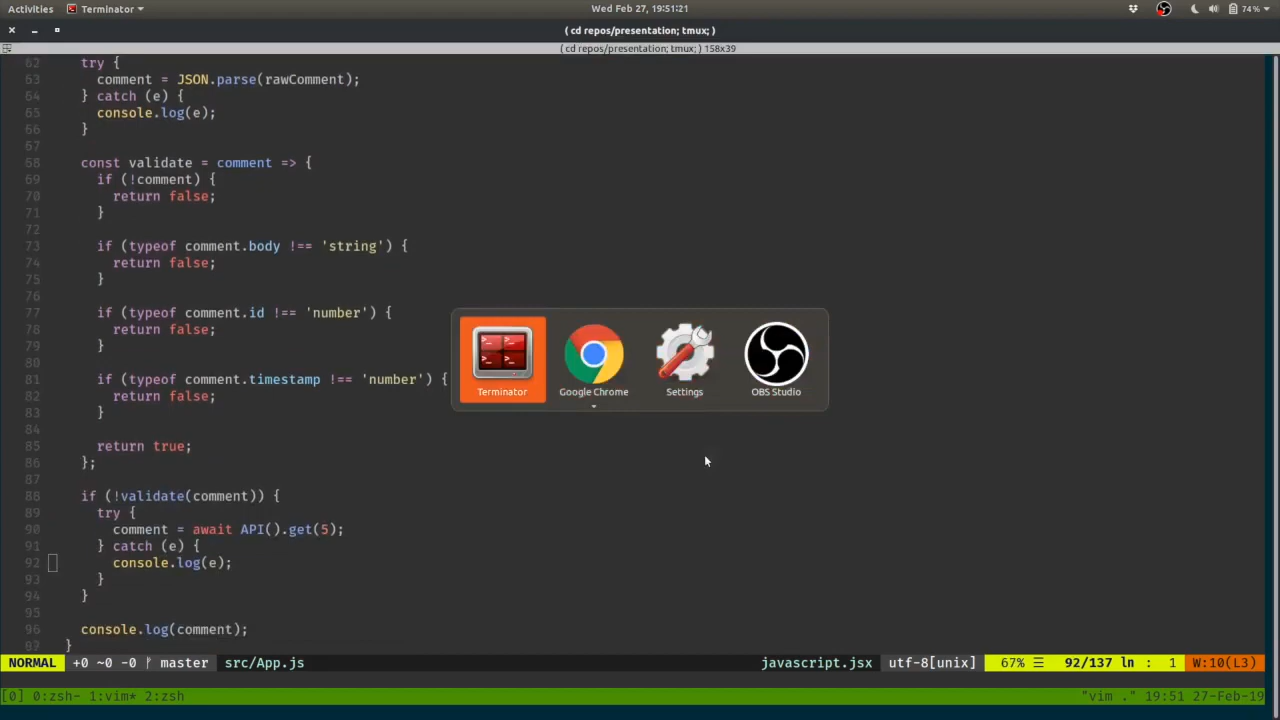 Activities Terminator Wed Feb 27, 19:51:21 74%
( cd repos/presentation; tmux; )
( cd repos/presentation; tmux; ) 158x39
62 try {
63 comment = JSON.parse(rawComment);
64 } catch (e) {
65 console.log(e);
66 }
67
68 const validate = comment => {
69 if (!comment) {
70 return false;
71 }
72
73 if (typeof comment.body !== 'string') {
74 return false;
75 }
76
77 if (typeof comment.id !== 'number') {
78 return false;
79 }
80
81 if (typeof comment.timestamp !== 'number') {
82 return false;
83 }
84
85 return true;
86 };
87
88 if (!validate(comment)) {
89 try {
90 comment = await API().get(5);
91 } catch (e) {
92 console.log(e);
93 }
94 }
95
96 console.log(comment);
97 }
Terminator Google Chrome Settings OBS Studio
NORMAL +0 ~0 -0 master src/App.js javascript.jsx utf-8[unix] 67% ☰ 92/137 ln : 1 W:10(L3)
[0] 0:zsh- 1:vim* 2:zsh "vim ." 19:51 27-Feb-19